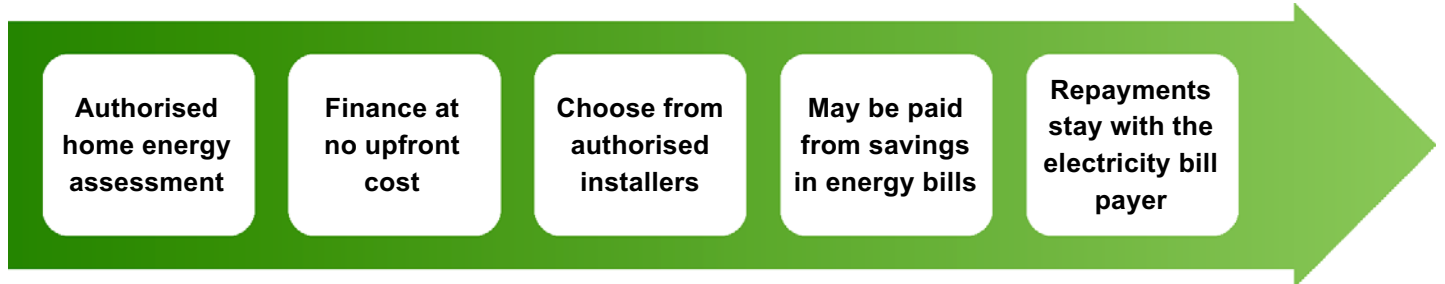 Authorised
home energy
assessment
Finance at
no upfront
cost
Choose from
authorised
installers
May be paid
from savings
in energy bills
Repayments
stay with the
electricity bill
payer